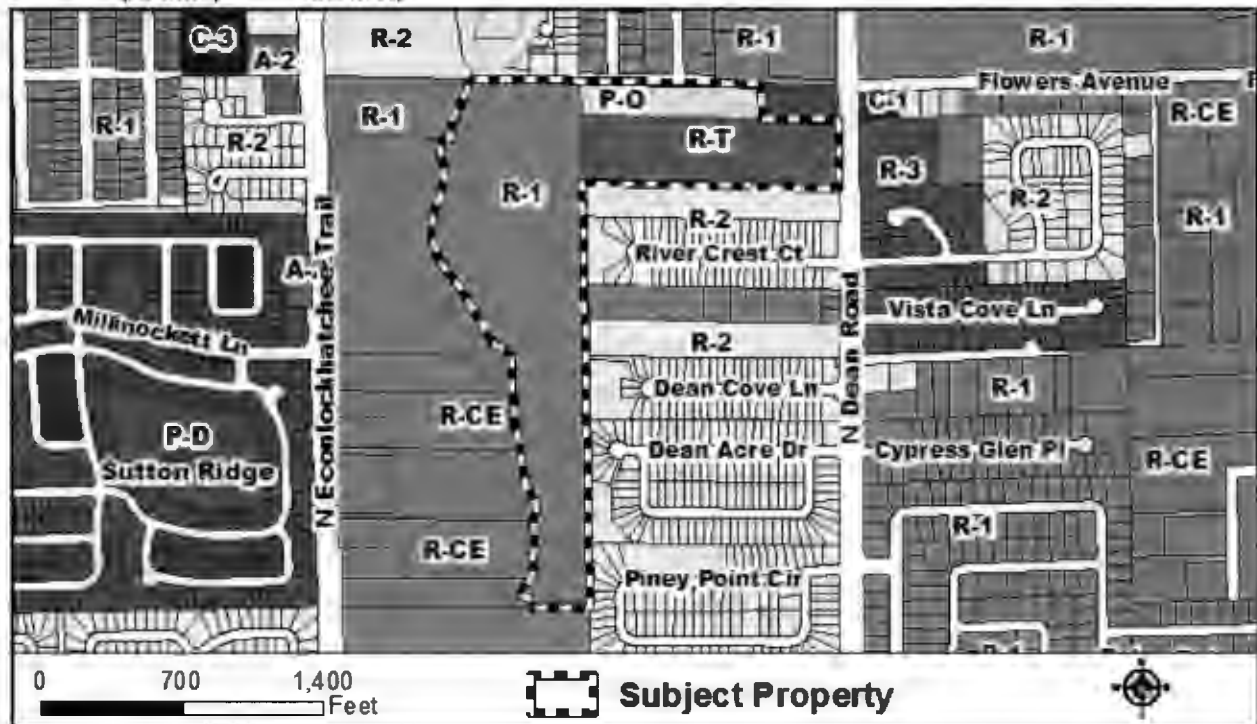 C-3
A-2
R-2
R-1
R-1
R-1
R-1
P-O
C-1
Flowers Avenue
R-CE
R-2
R-T
R-3
R-2
R-1
R-1
R-2
River Crest Ct
N Econlockhatchee Trail
N Dean Road
Millinockett Ln
Vista Cove Ln
R-2
R-1
Dean Cove Ln
R-CE
P-D
Sutton Ridge
Dean Acre Dr
Cypress Glen Pl
R-CE
R-1
R-CE
Piney Point Cir
0 700 1,400
Feet
Subject Property